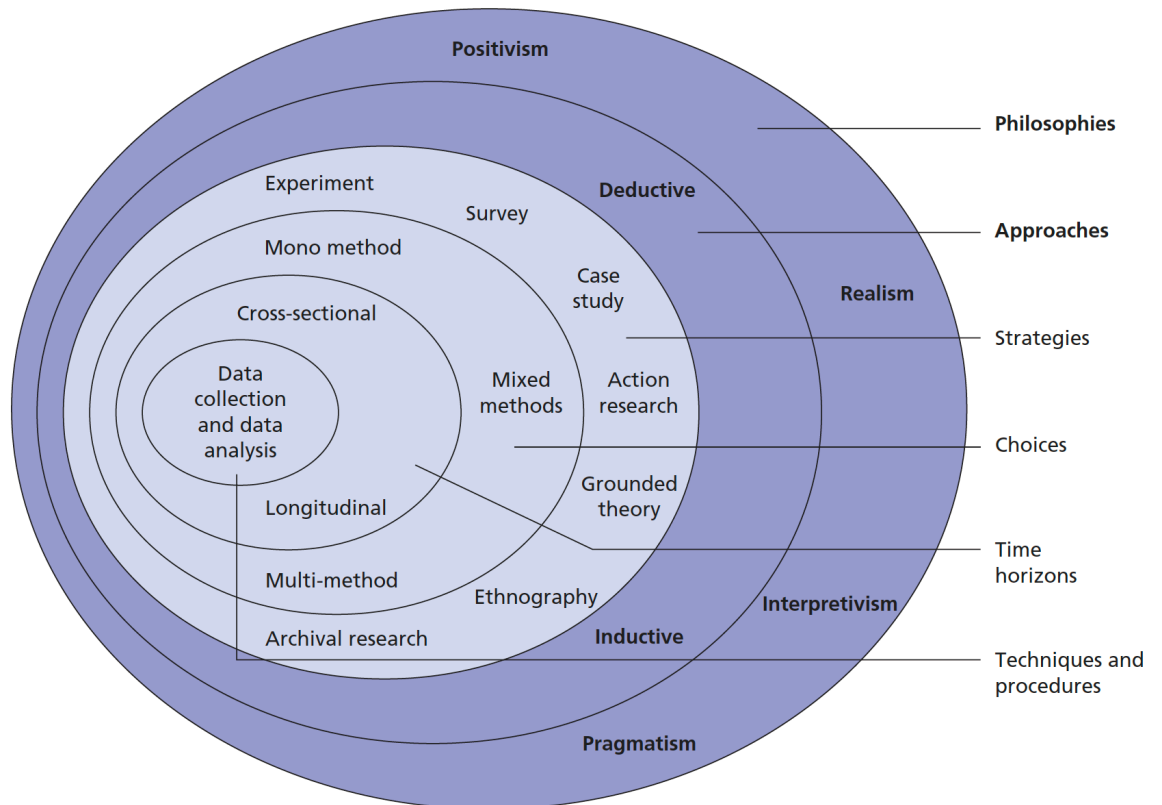 Positivism
Philosophies
Experiment
Deductive
Survey
Approaches
Mono method
Case
study
Realism
Cross-sectional
Strategies
Data
collection
and data
analysis
Mixed
methods
Action
research
Choices
Grounded
theory
Longitudinal
Time
horizons
Multi-method
Ethnography
Interpretivism
Archival research
Inductive
Techniques and
procedures
Pragmatism